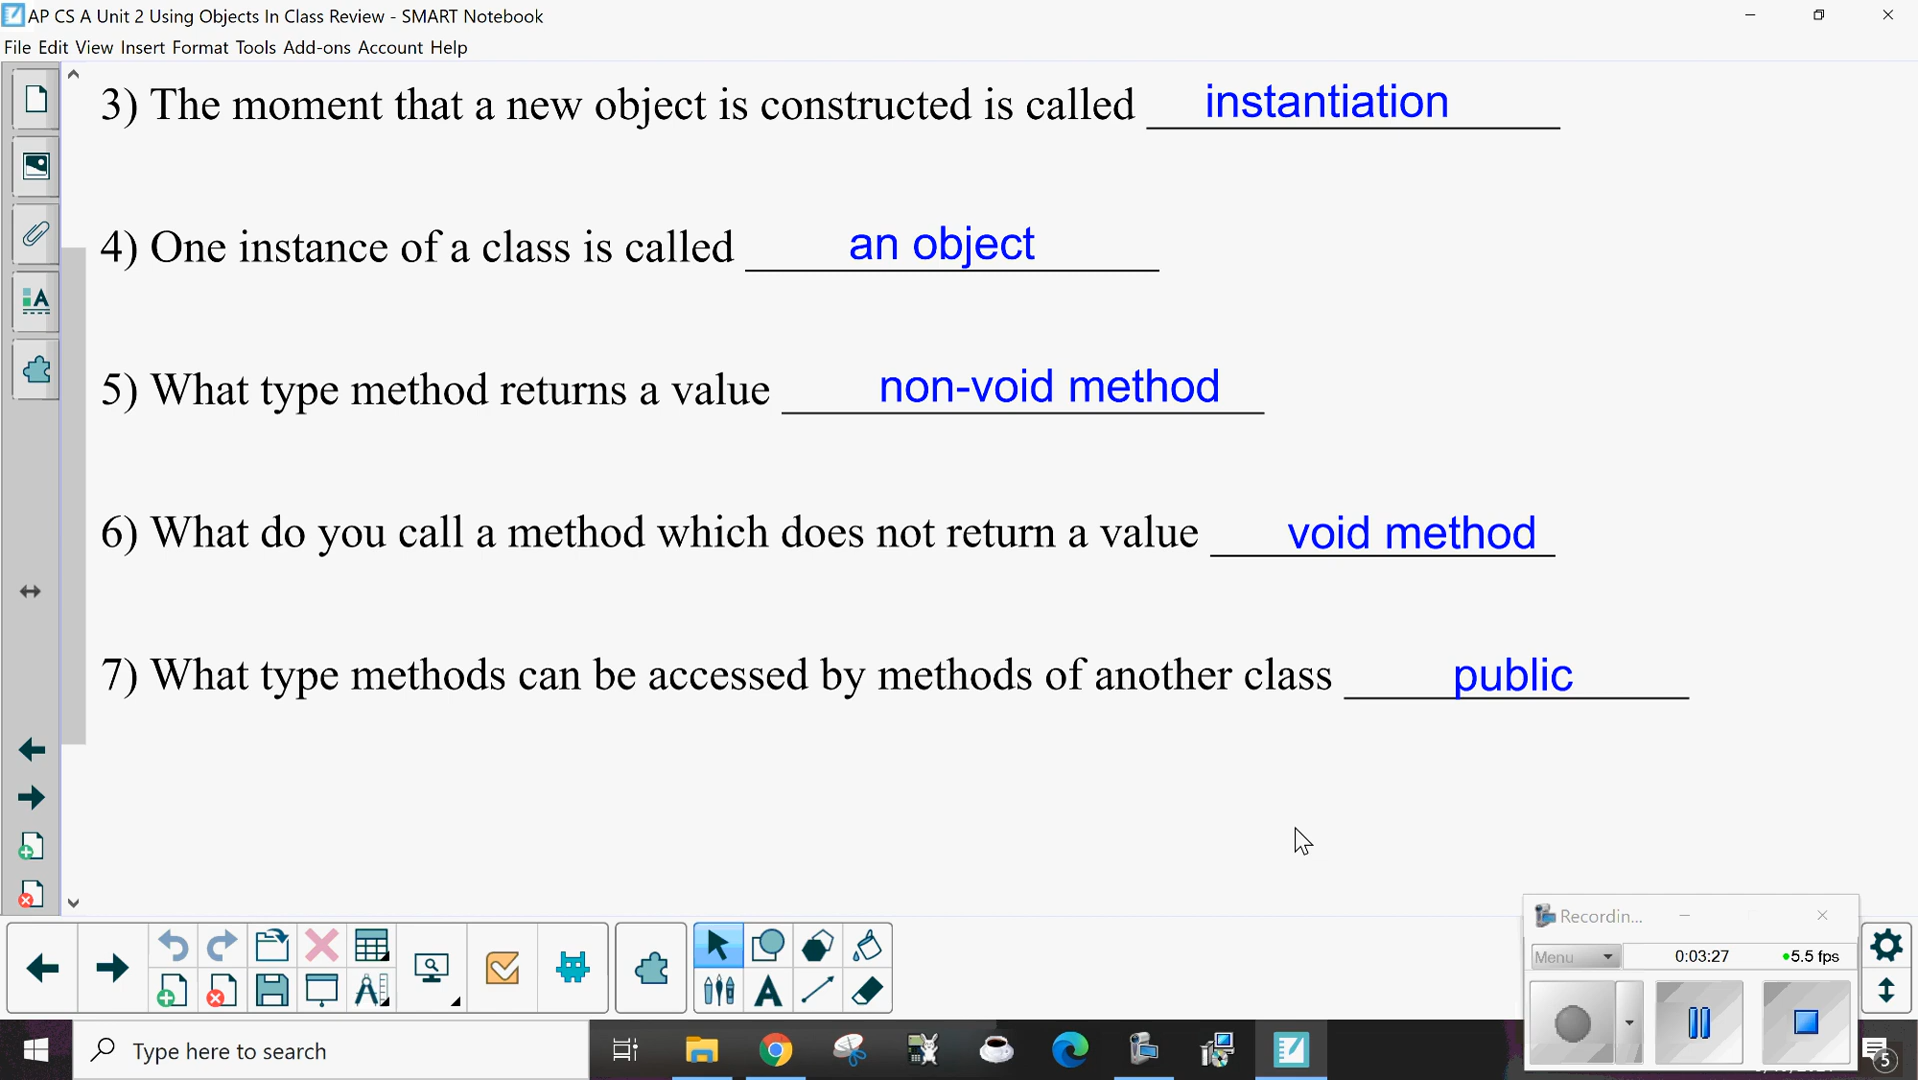 AP CS A Unit 2 Using Objects In Class Review - SMART Notebook
File Edit View Insert Format Tools Add-ons Account Help
3) The moment that a new object is constructed is called instantiation
4) One instance of a class is called an object
5) What type method returns a value non-void method
6) What do you call a method which does not return a value void method
7) What type methods can be accessed by methods of another class public
Recordin...
Menu 0:03:27 5.5 fps
Type here to search
5